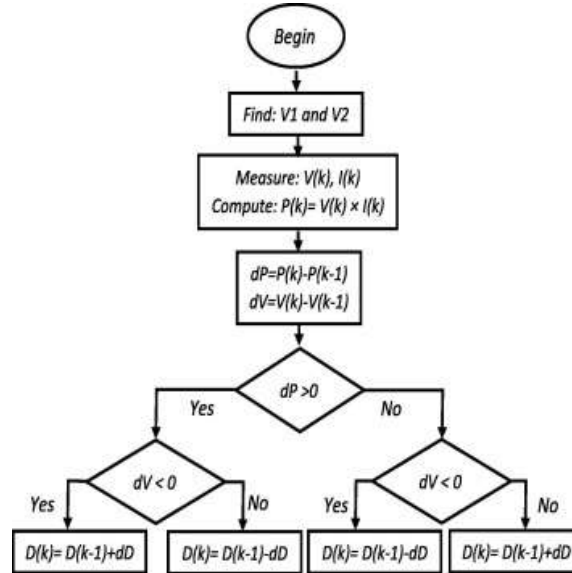 Begin
Find: V1 and V2
Measure: V(k), I(k)
Compute: P(k)= V(k) × I(k)
dP=P(k)-P(k-1)
dV=V(k)-V(k-1)
dP >0
Yes
No
dV < 0
dV < 0
Yes
No
Yes
No
D(k)= D(k-1)+dD
D(k)= D(k-1)-dD
D(k)= D(k-1)-dD
D(k)= D(k-1)+dD